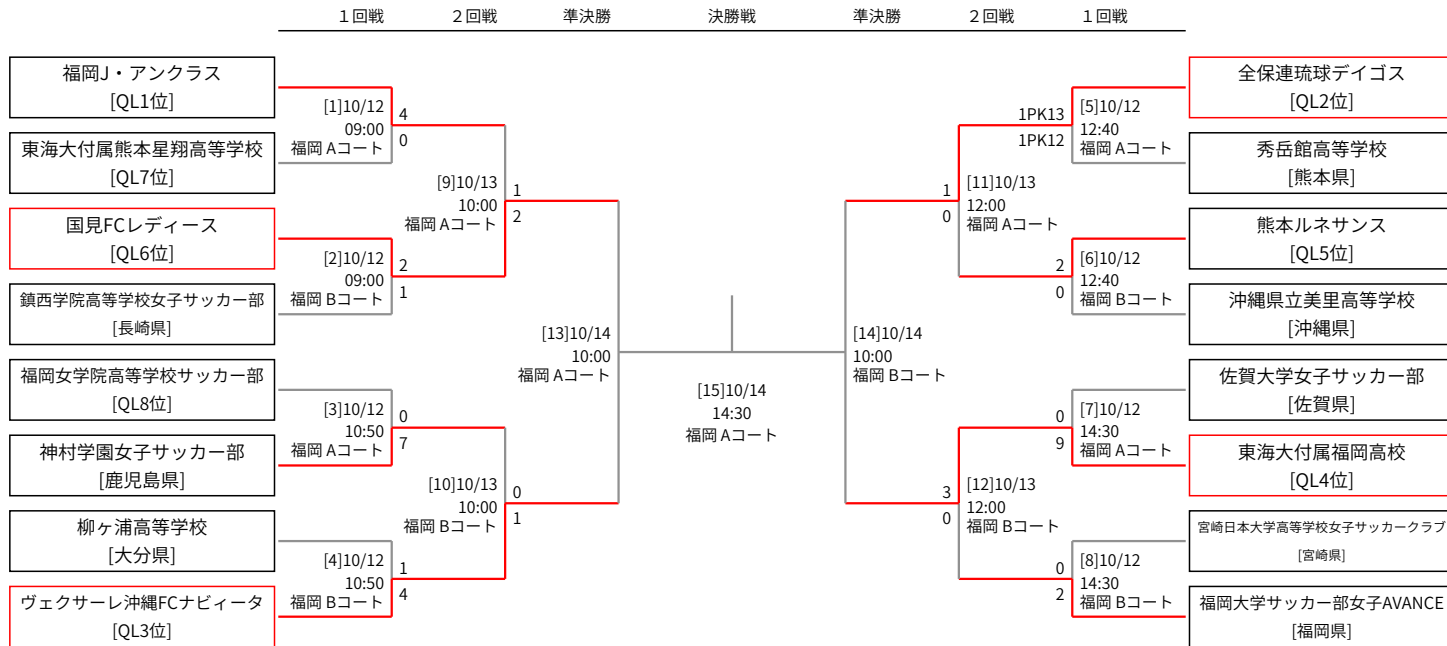 １回戦 ２回戦 準決勝 決勝戦 準決勝 ２回戦 １回戦
福岡J・アンクラス
[QL1位]
東海大付属熊本星翔高等学校
[QL7位]
国見FCレディース
[QL6位]
鎮西学院高等学校女子サッカー部
[長崎県]
福岡女学院高等学校サッカー部
[QL8位]
神村学園女子サッカー部
[鹿児島県]
柳ヶ浦高等学校
[大分県]
ヴェクサーレ沖縄FCナビィータ
[QL3位]
[1]10/12
09:00
福岡 Aコート
4
0
[2]10/12
09:00
福岡 Bコート
2
1
[3]10/12
10:50
福岡 Aコート
0
7
[4]10/12
10:50
福岡 Bコート
1
4
[9]10/13
10:00
福岡 Aコート
1
2
[10]10/13
10:00
福岡 Bコート
0
1
[13]10/14
10:00
福岡 Aコート
[15]10/14
14:30
福岡 Aコート
[14]10/14
10:00
福岡 Bコート
1
0
[11]10/13
12:00
福岡 Aコート
3
0
[12]10/13
12:00
福岡 Bコート
1PK13
1PK12
[5]10/12
12:40
福岡 Aコート
2
0
[6]10/12
12:40
福岡 Bコート
0
9
[7]10/12
14:30
福岡 Aコート
0
2
[8]10/12
14:30
福岡 Bコート
全保連琉球デイゴス
[QL2位]
秀岳館高等学校
[熊本県]
熊本ルネサンス
[QL5位]
沖縄県立美里高等学校
[沖縄県]
佐賀大学女子サッカー部
[佐賀県]
東海大付属福岡高校
[QL4位]
宮崎日本大学高等学校女子サッカークラブ
[宮崎県]
福岡大学サッカー部女子AVANCE
[福岡県]